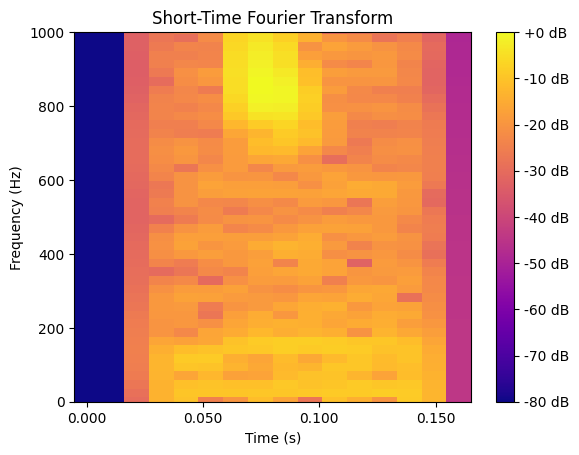 Short-Time Fourier Transform
Frequency (Hz)
1000
800
600
400
200
0
0.000
0.050
0.100
0.150
Time (s)
+0 dB
-10 dB
-20 dB
-30 dB
-40 dB
-50 dB
-60 dB
-70 dB
-80 dB